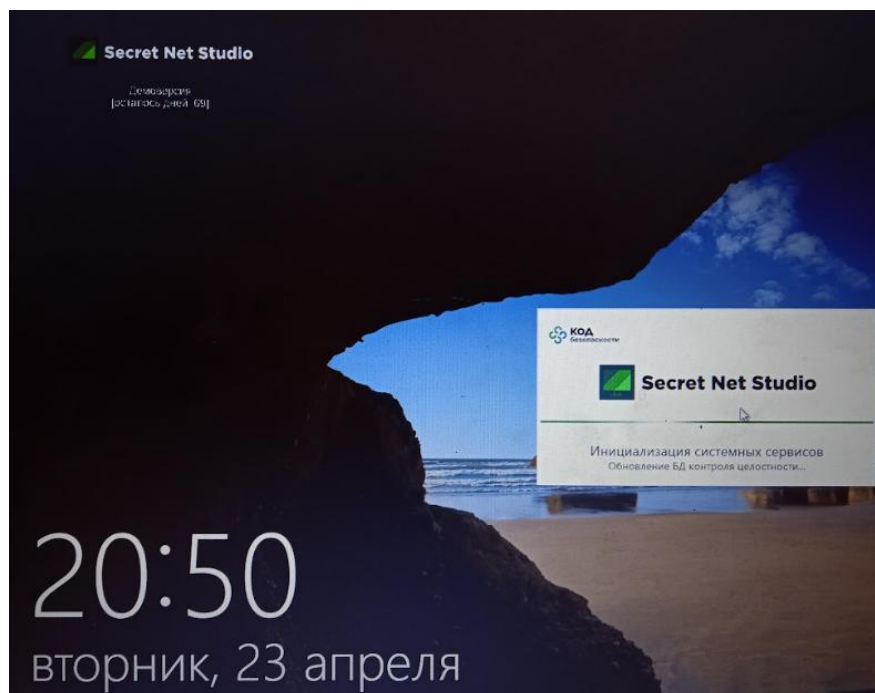 Secret Net Studio
Демоверсия
[осталось дней 69]
код
безопасности
Secret Net Studio
Инициализация системных сервисов
Обновление БД контроля целостности...
20:50
вторник, 23 апреля